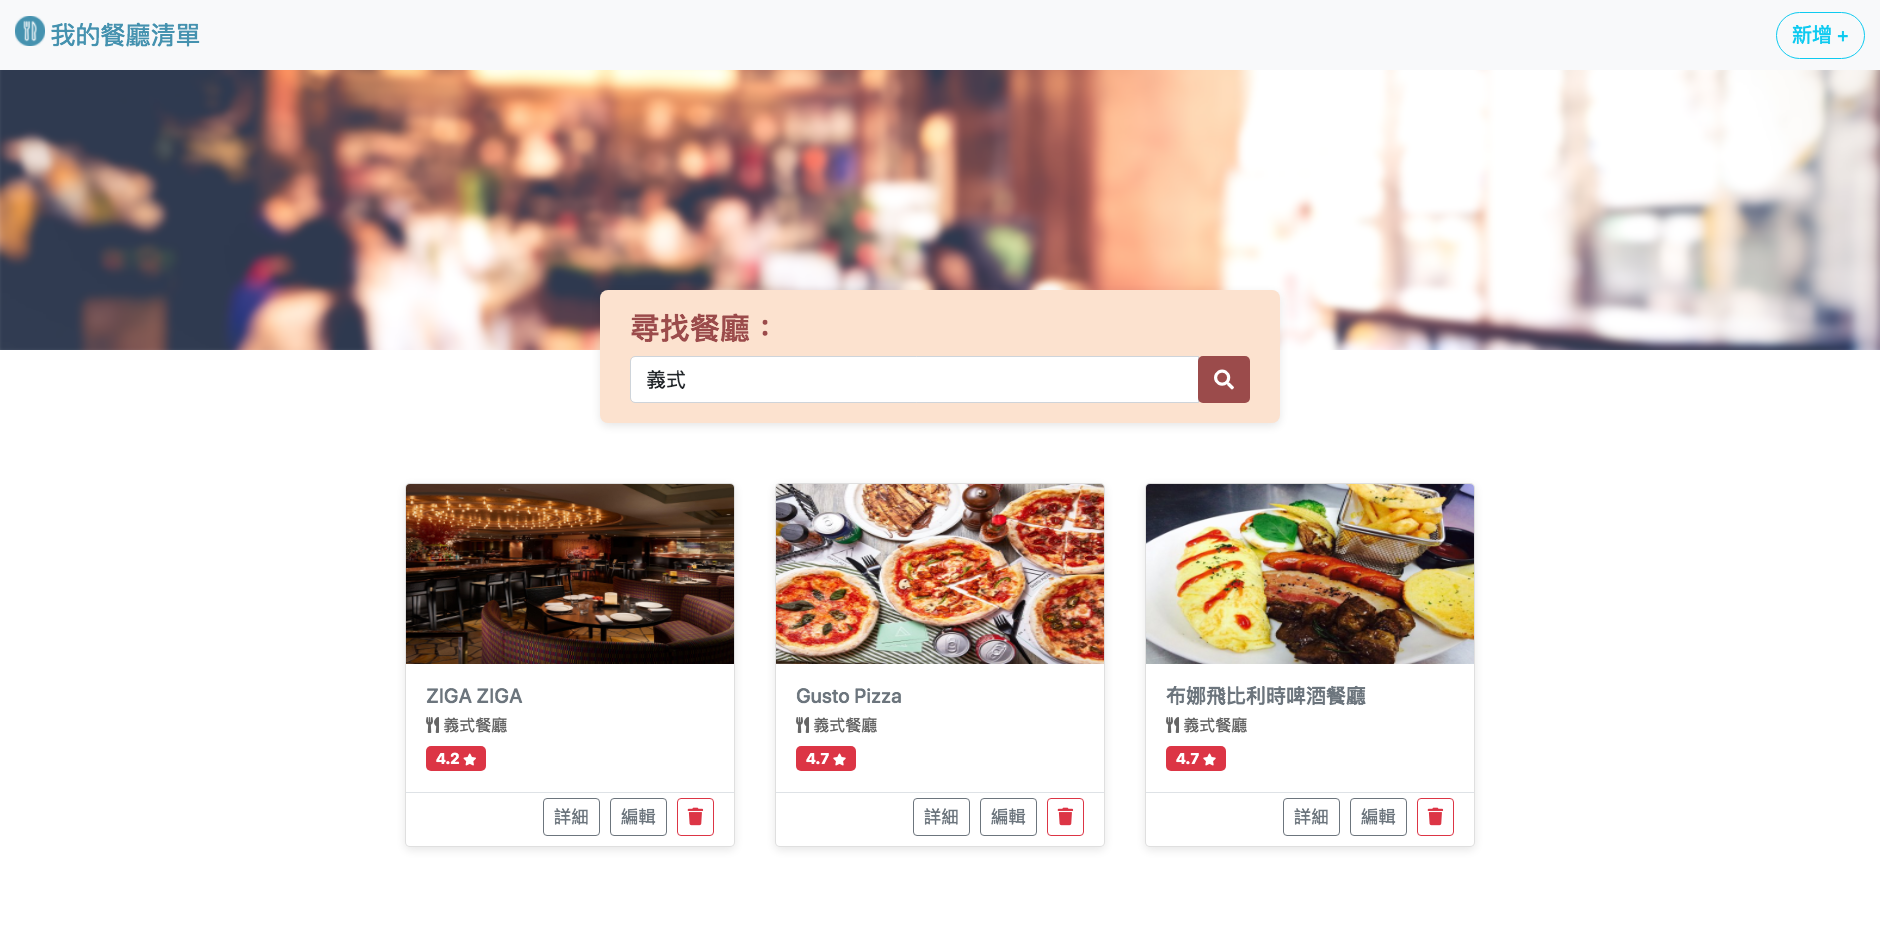 我的餐廳清單
新增 +
尋找餐廳：
義式
ZIGA ZIGA
義式餐廳
4.2
詳細 編輯
Gusto Pizza
義式餐廳
4.7
詳細 編輯
布娜飛比利時啤酒餐廳
義式餐廳
4.7
詳細 編輯